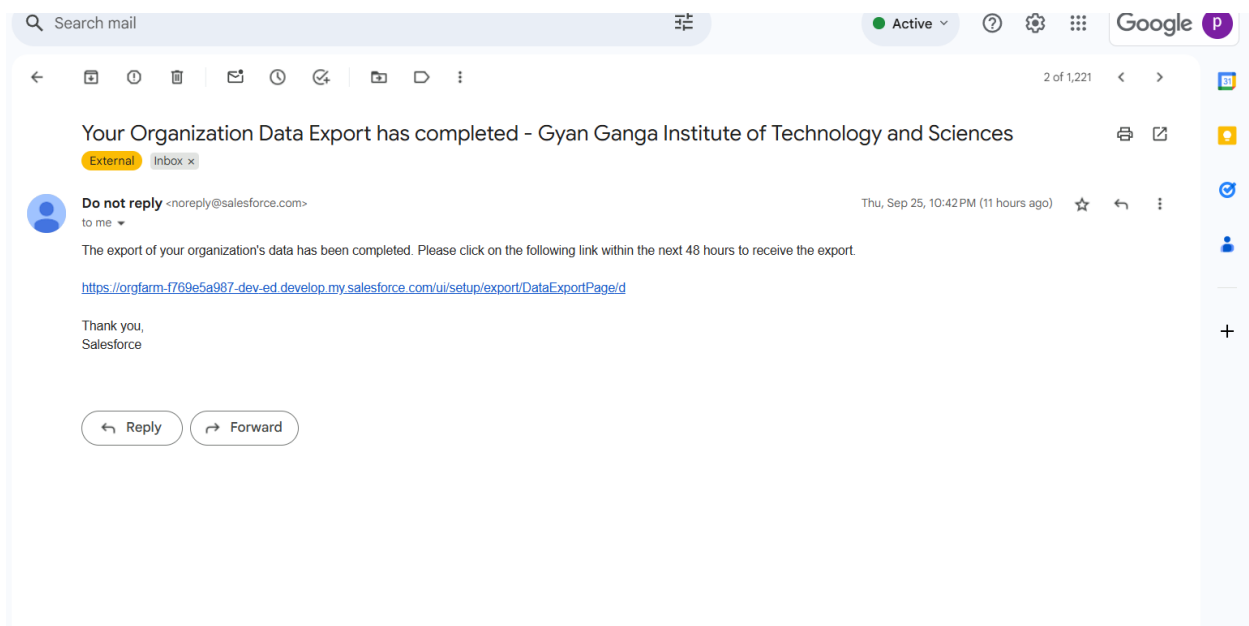 Search mail
Active
Google
p
2 of 1,221
31
Your Organization Data Export has completed - Gyan Ganga Institute of Technology and Sciences
External
Inbox ×
Do not reply <noreply@salesforce.com>
Thu, Sep 25, 10:42 PM (11 hours ago)
to me
The export of your organization's data has been completed. Please click on the following link within the next 48 hours to receive the export.
https://orgfarm-f769e5a987-dev-ed.develop.my.salesforce.com/ui/setup/export/DataExportPage/d
Thank you,
Salesforce
Reply
Forward